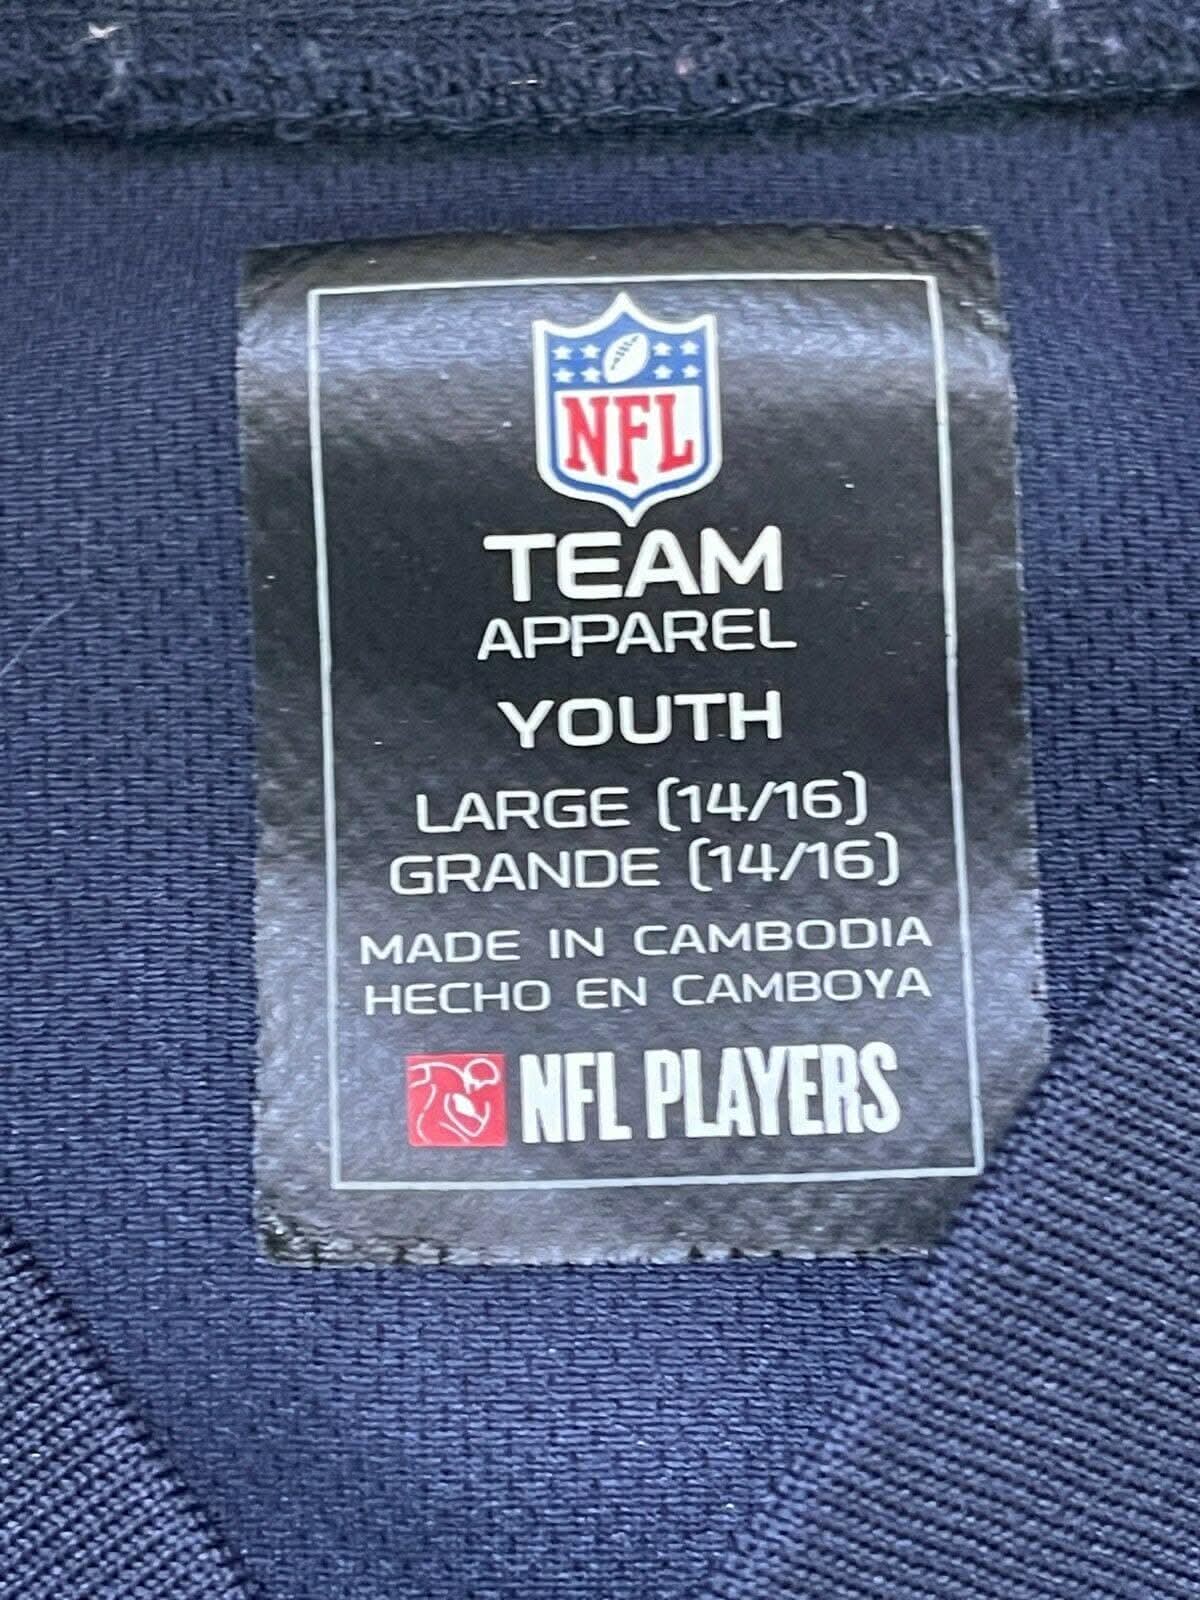 NFL
TEAM
APPAREL
YOUTH
LARGE (14/16)
GRANDE (14/16)
MADE IN CAMBODIA
HECHO EN CAMBOYA
NFL PLAYERS